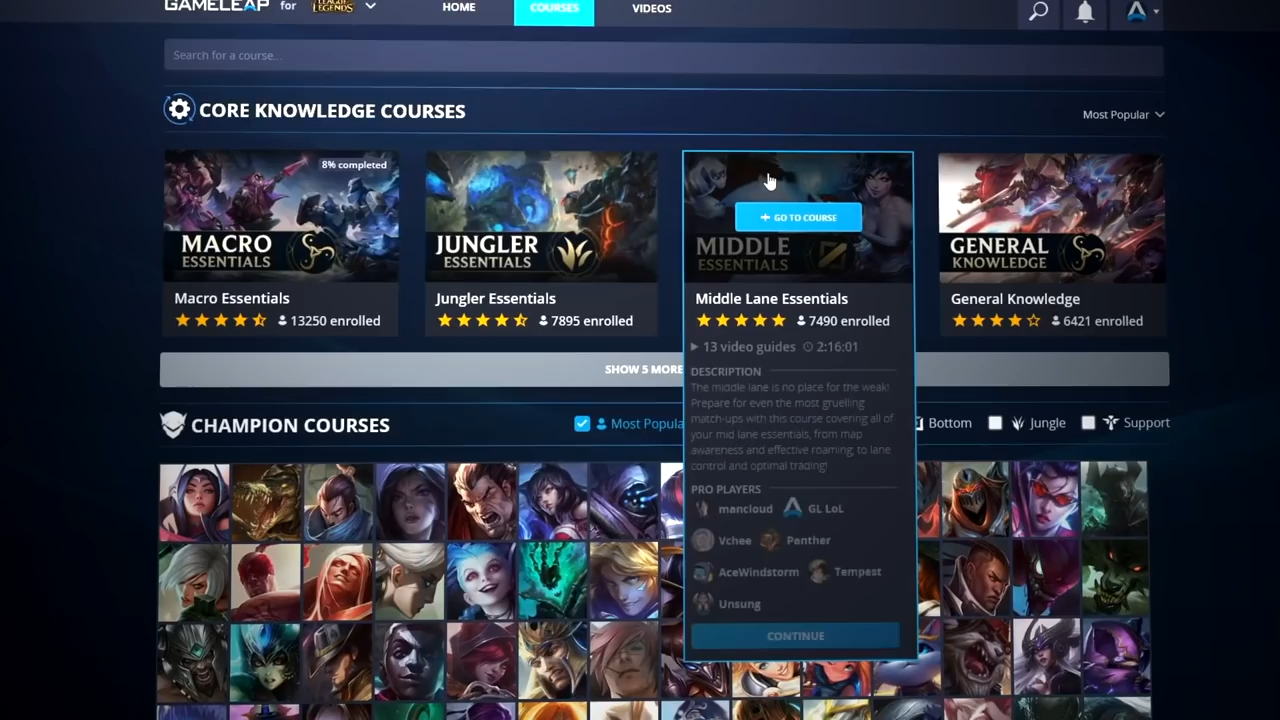 GAMELEAP for LEAGUE LEGENDS
HOME
COURSES
VIDEOS
Search for a course...
CORE KNOWLEDGE COURSES
Most Popular
8% completed
MACRO
ESSENTIALS
Macro Essentials
13250 enrolled
JUNGLER
ESSENTIALS
Jungler Essentials
7895 enrolled
+ GO TO COURSE
MIDDLE
ESSENTIALS
Middle Lane Essentials
7490 enrolled
13 video guides 2:16:01
DESCRIPTION
The middle lane is no place for the weak!
Prepare for even the most gruelling
match-ups with this course covering all of
your mid lane essentials, from map
awareness and effective roaming, to lane
control and optimal trading!
PRO PLAYERS
mancloud GL LoL
Vchee Panther
AceWindstorm Tempest
Unsung
CONTINUE
GENERAL
KNOWLEDGE
General Knowledge
6421 enrolled
SHOW 5 MORE
CHAMPION COURSES
Most Popula
Bottom
Jungle
Support